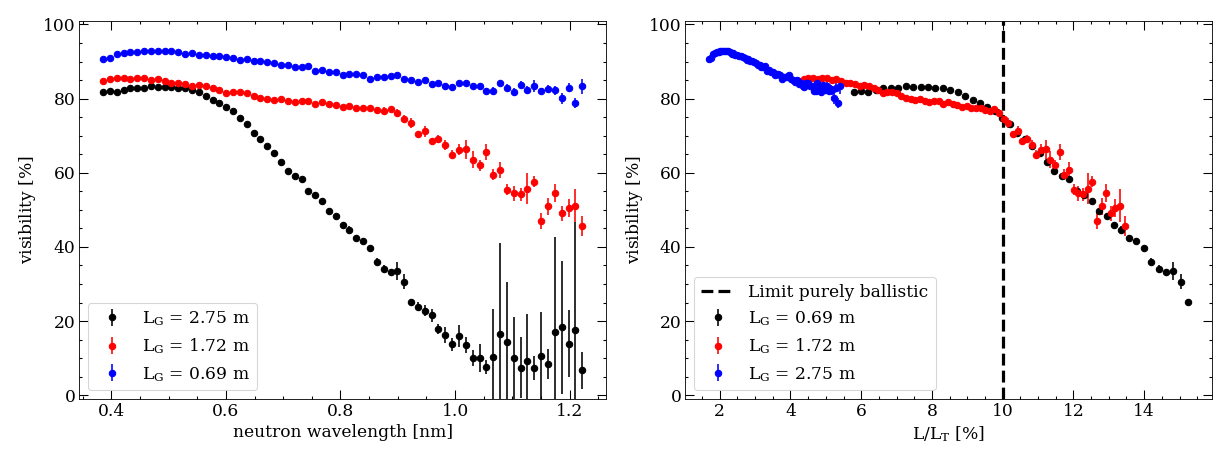 100
80
60
40
20
0
visibility [%]
L_G = 2.75 m
L_G = 1.72 m
L_G = 0.69 m
0.4 0.6 0.8 1.0 1.2
neutron wavelength [nm]
100
80
60
40
20
0
visibility [%]
Limit purely ballistic
L_G = 0.69 m
L_G = 1.72 m
L_G = 2.75 m
2 4 6 8 10 12 14
L/L_T [%]